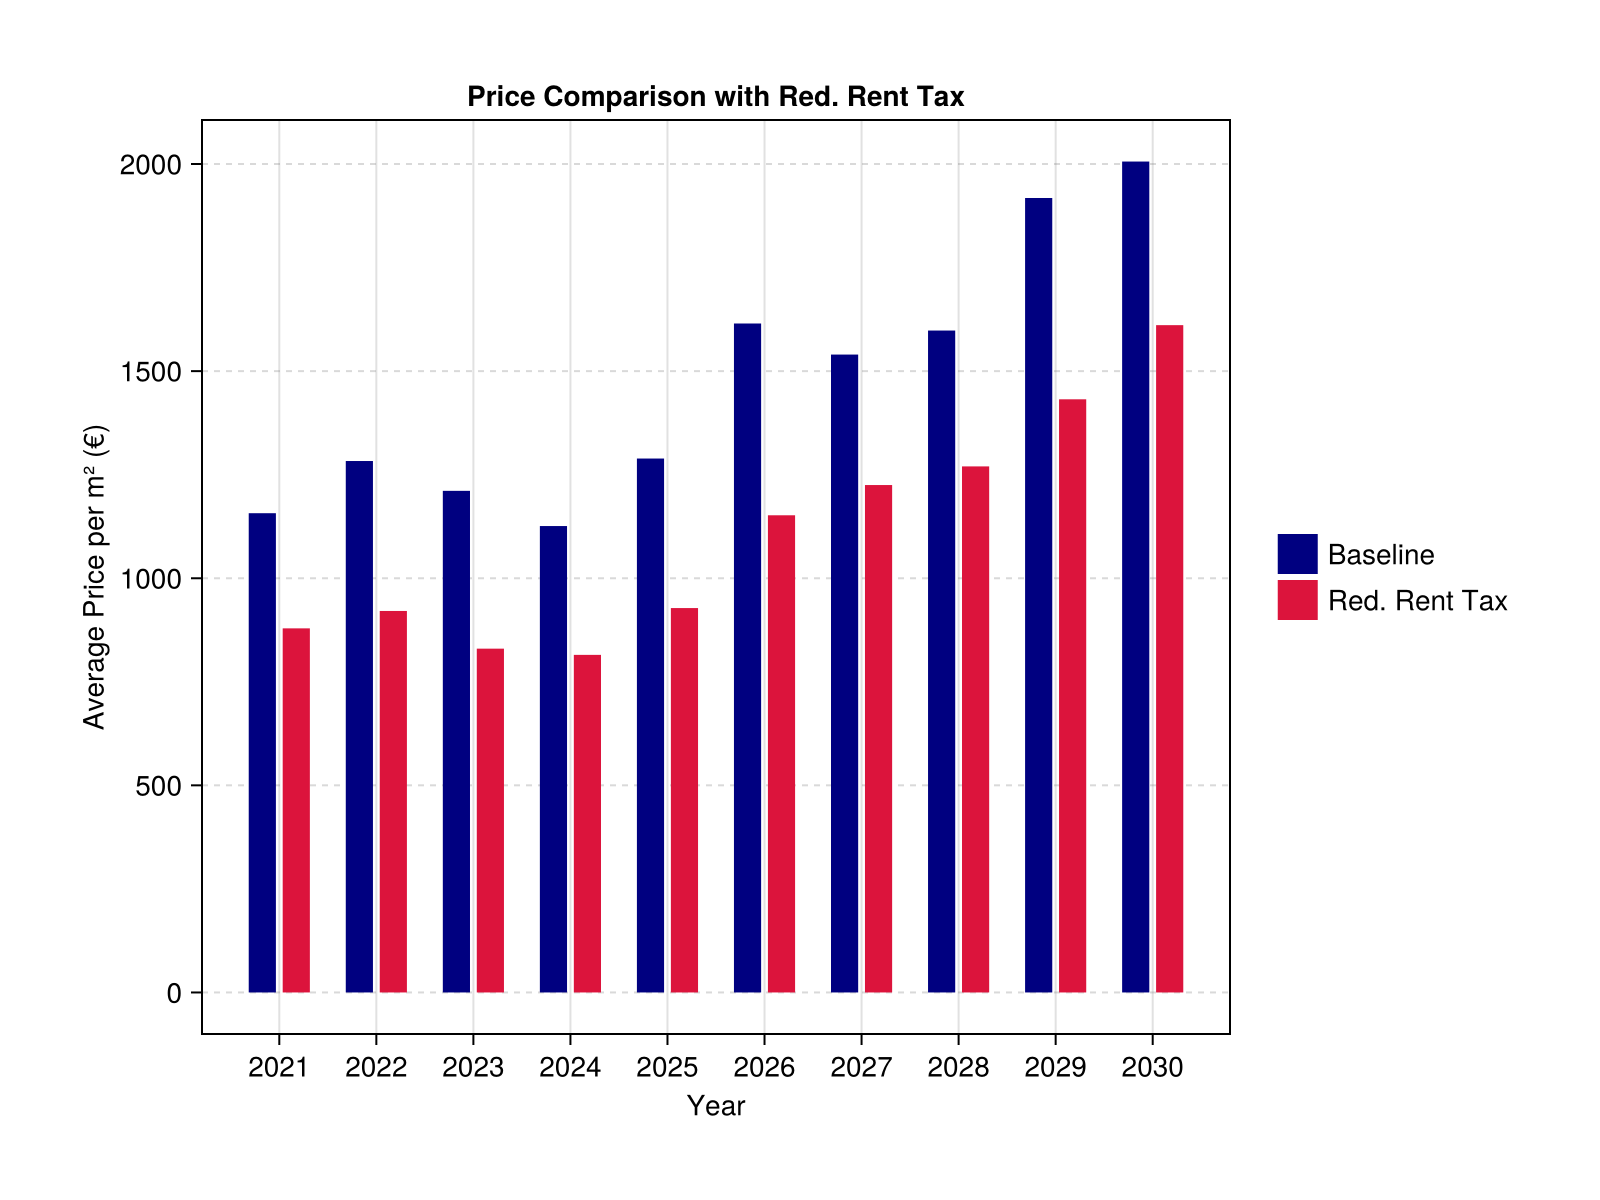 Price Comparison with Red. Rent Tax
2000
1500
1000
500
0
Average Price per m² (€)
2021 2022 2023 2024 2025 2026 2027 2028 2029 2030
Year
Baseline
Red. Rent Tax